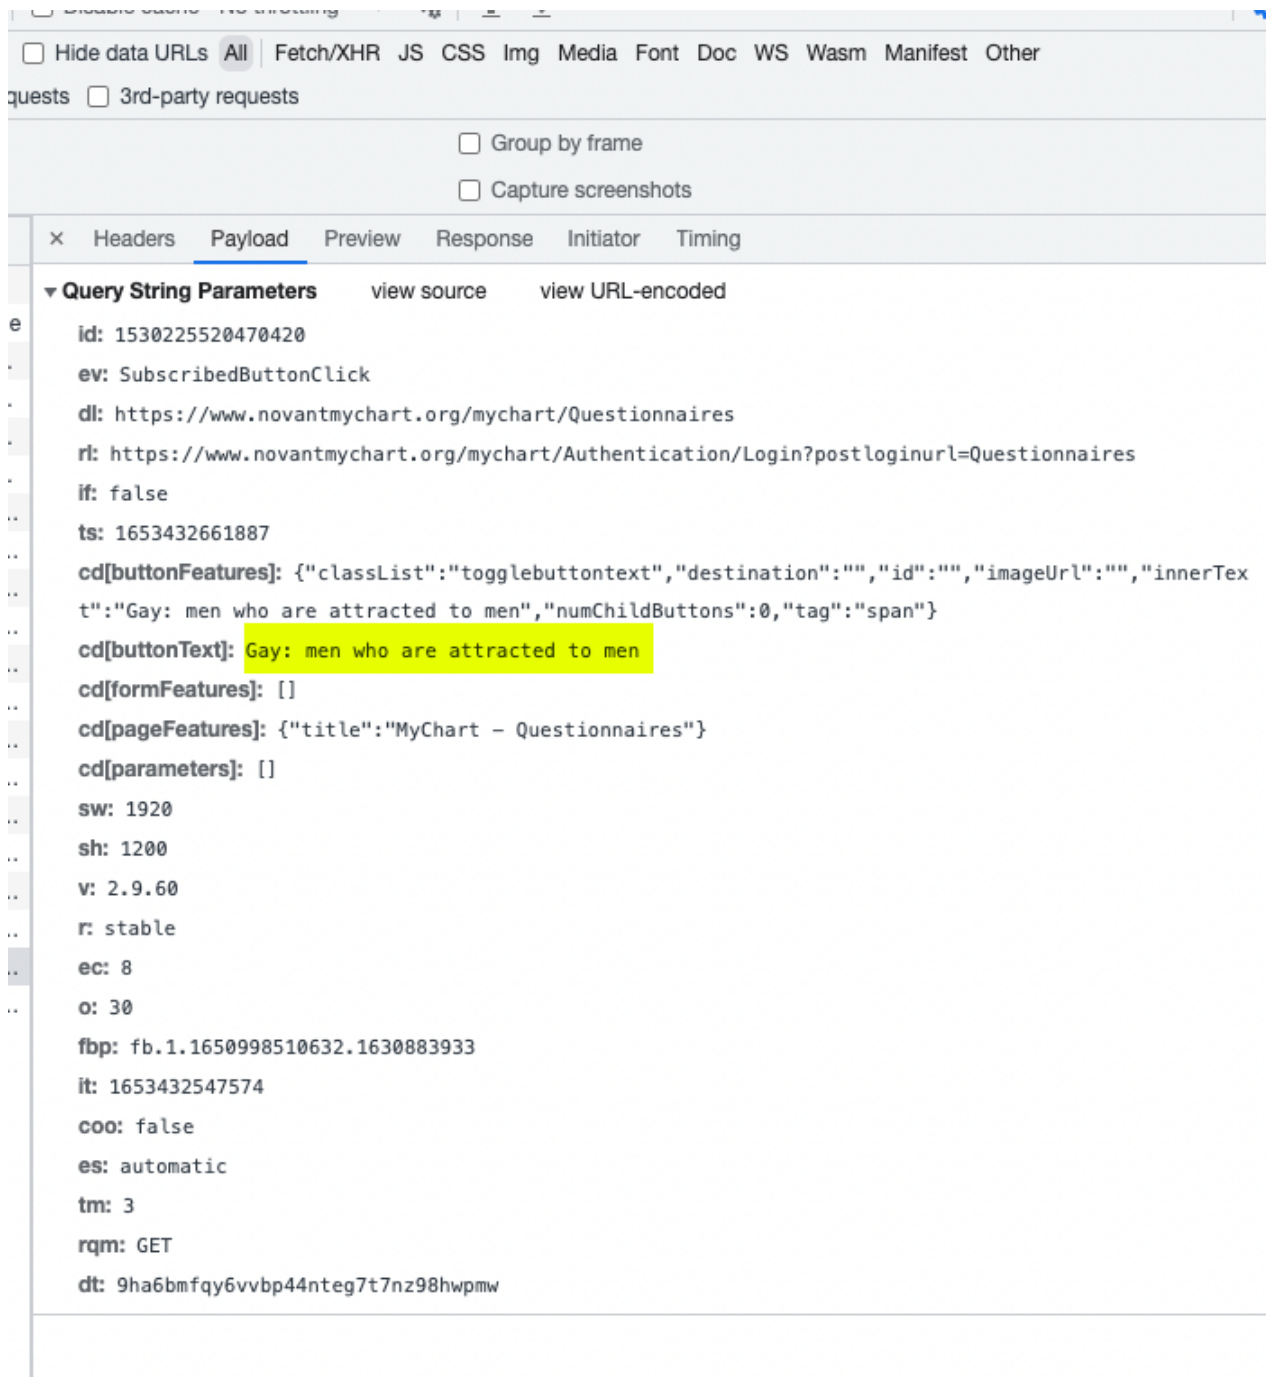 Disable cache No throttling
Hide data URLs All Fetch/XHR JS CSS Img Media Font Doc WS Wasm Manifest Other
quests 3rd-party requests
Group by frame
Capture screenshots
× Headers Payload Preview Response Initiator Timing
▼ Query String Parameters view source view URL-encoded
e
id: 1530225520470420
ev: SubscribedButtonClick
dl: https://www.novantmychart.org/mychart/Questionnaires
rl: https://www.novantmychart.org/mychart/Authentication/Login?postloginurl=Questionnaires
if: false
ts: 1653432661887
cd[buttonFeatures]: {"classList":"togglebuttontext","destination":"","id":"","imageUrl":"","innerTex
t":"Gay: men who are attracted to men","numChildButtons":0,"tag":"span"}
cd[buttonText]: Gay: men who are attracted to men
cd[formFeatures]: []
cd[pageFeatures]: {"title":"MyChart – Questionnaires"}
cd[parameters]: []
sw: 1920
sh: 1200
v: 2.9.60
r: stable
ec: 8
o: 30
fbp: fb.1.1650998510632.1630883933
it: 1653432547574
coo: false
es: automatic
tm: 3
rqm: GET
dt: 9ha6bmfqy6vvbp44nteg7t7nz98hwpmw